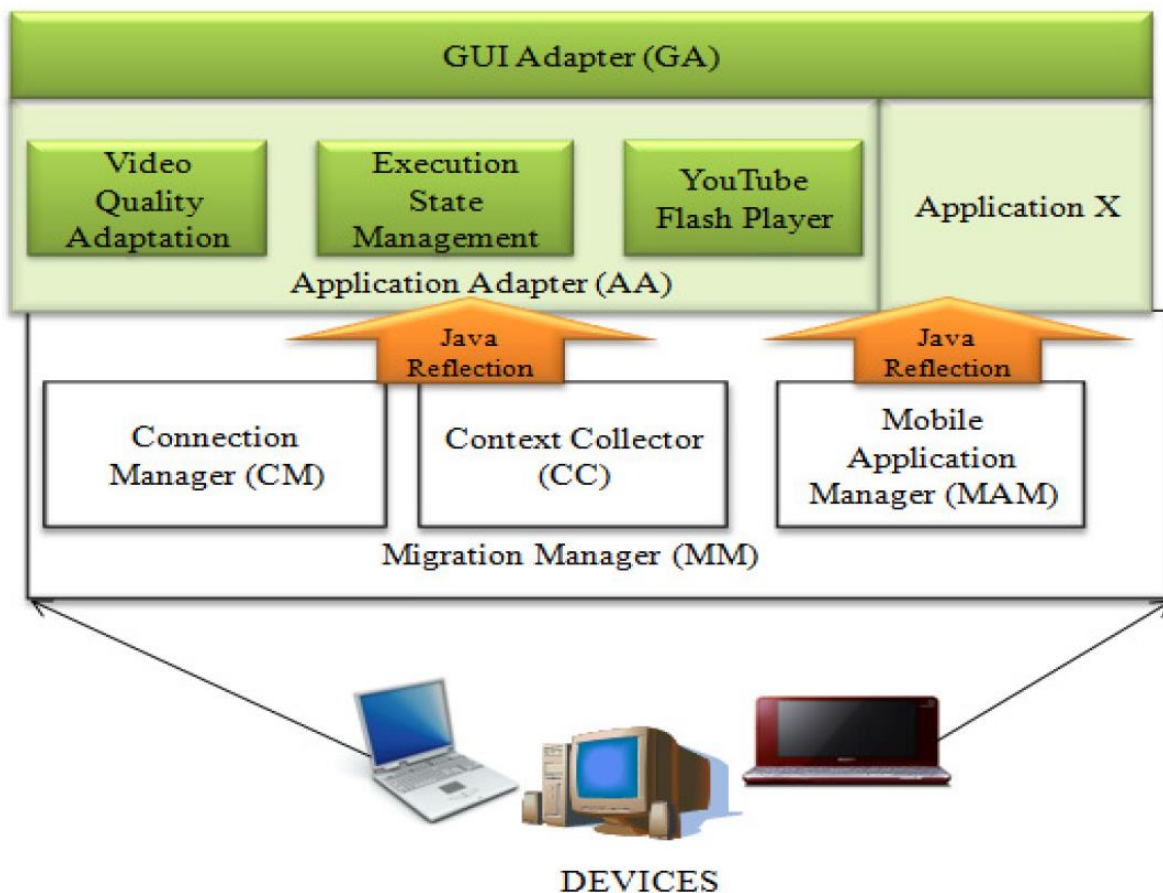 GUI Adapter (GA)
Video
Quality
Adaptation
Execution
State
Management
YouTube
Flash Player
Application X
Application Adapter (AA)
Java
Reflection
Java
Reflection
Connection
Manager (CM)
Context Collector
(CC)
Mobile
Application
Manager (MAM)
Migration Manager (MM)
DEVICES